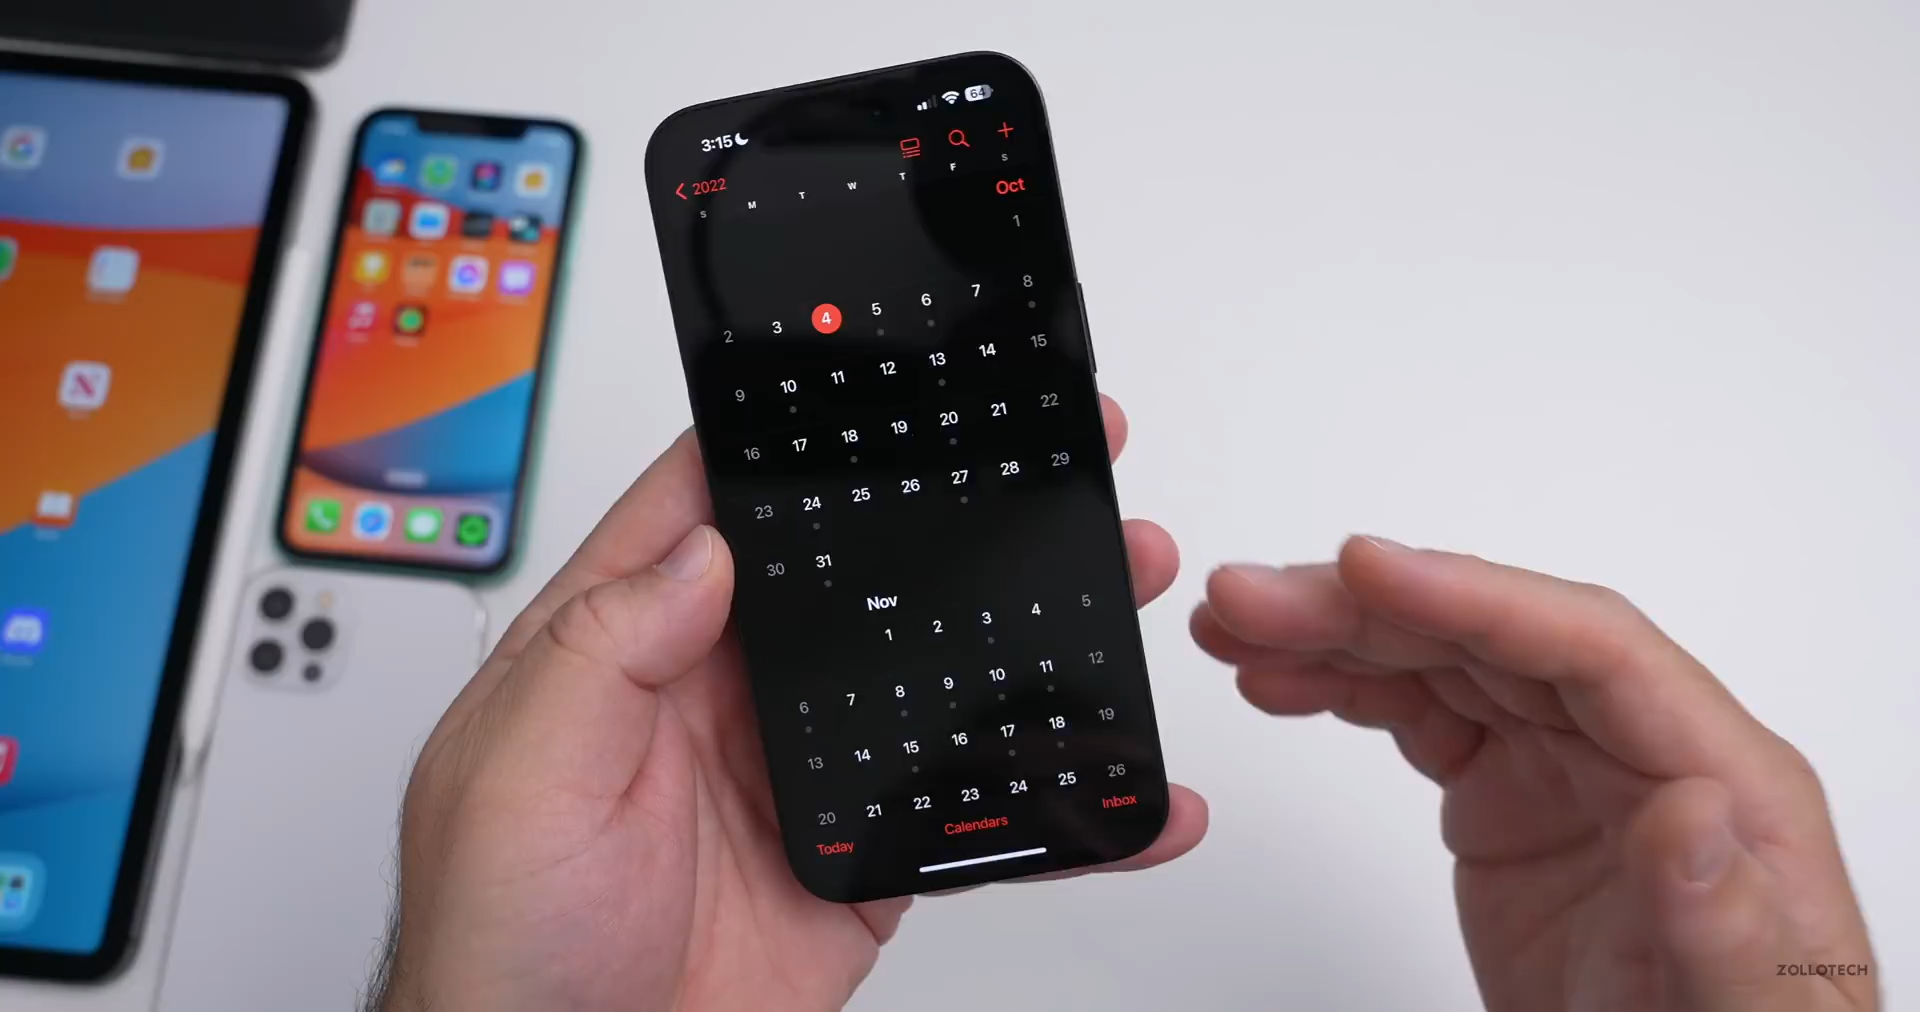 3:15 64
2022
S M T W T F S
Oct
1
2 3 4 5 6 7 8
9 10 11 12 13 14 15
16 17 18 19 20 21 22
23 24 25 26 27 28 29
30 31
Nov
1 2 3 4 5
6 7 8 9 10 11 12
13 14 15 16 17 18 19
20 21 22 23 24 25 26
Today Calendars Inbox
ZOLLOTECH